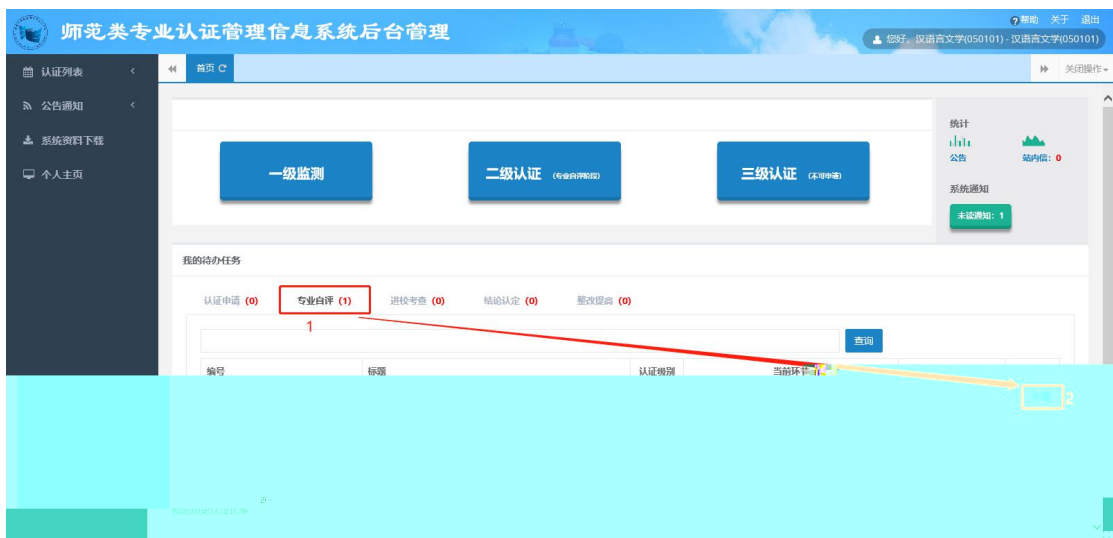 师范类专业认证管理信息系统后台管理
帮助 关于 退出
您好，汉语言文学(050101) - 汉语言文学(050101)
认证列表
首页
关闭操作
公告通知
系统资料下载
个人主页
一级监测
二级认证 (专业自评阶段)
三级认证 (不可申请)
统计
公告
站内信：0
系统通知
未读通知：1
我的待办任务
认证申请 (0)
专业自评 (1)
进校考查 (0)
结论认定 (0)
整改提高 (0)
1
查询
编号
标题
认证级别
当前环节
2